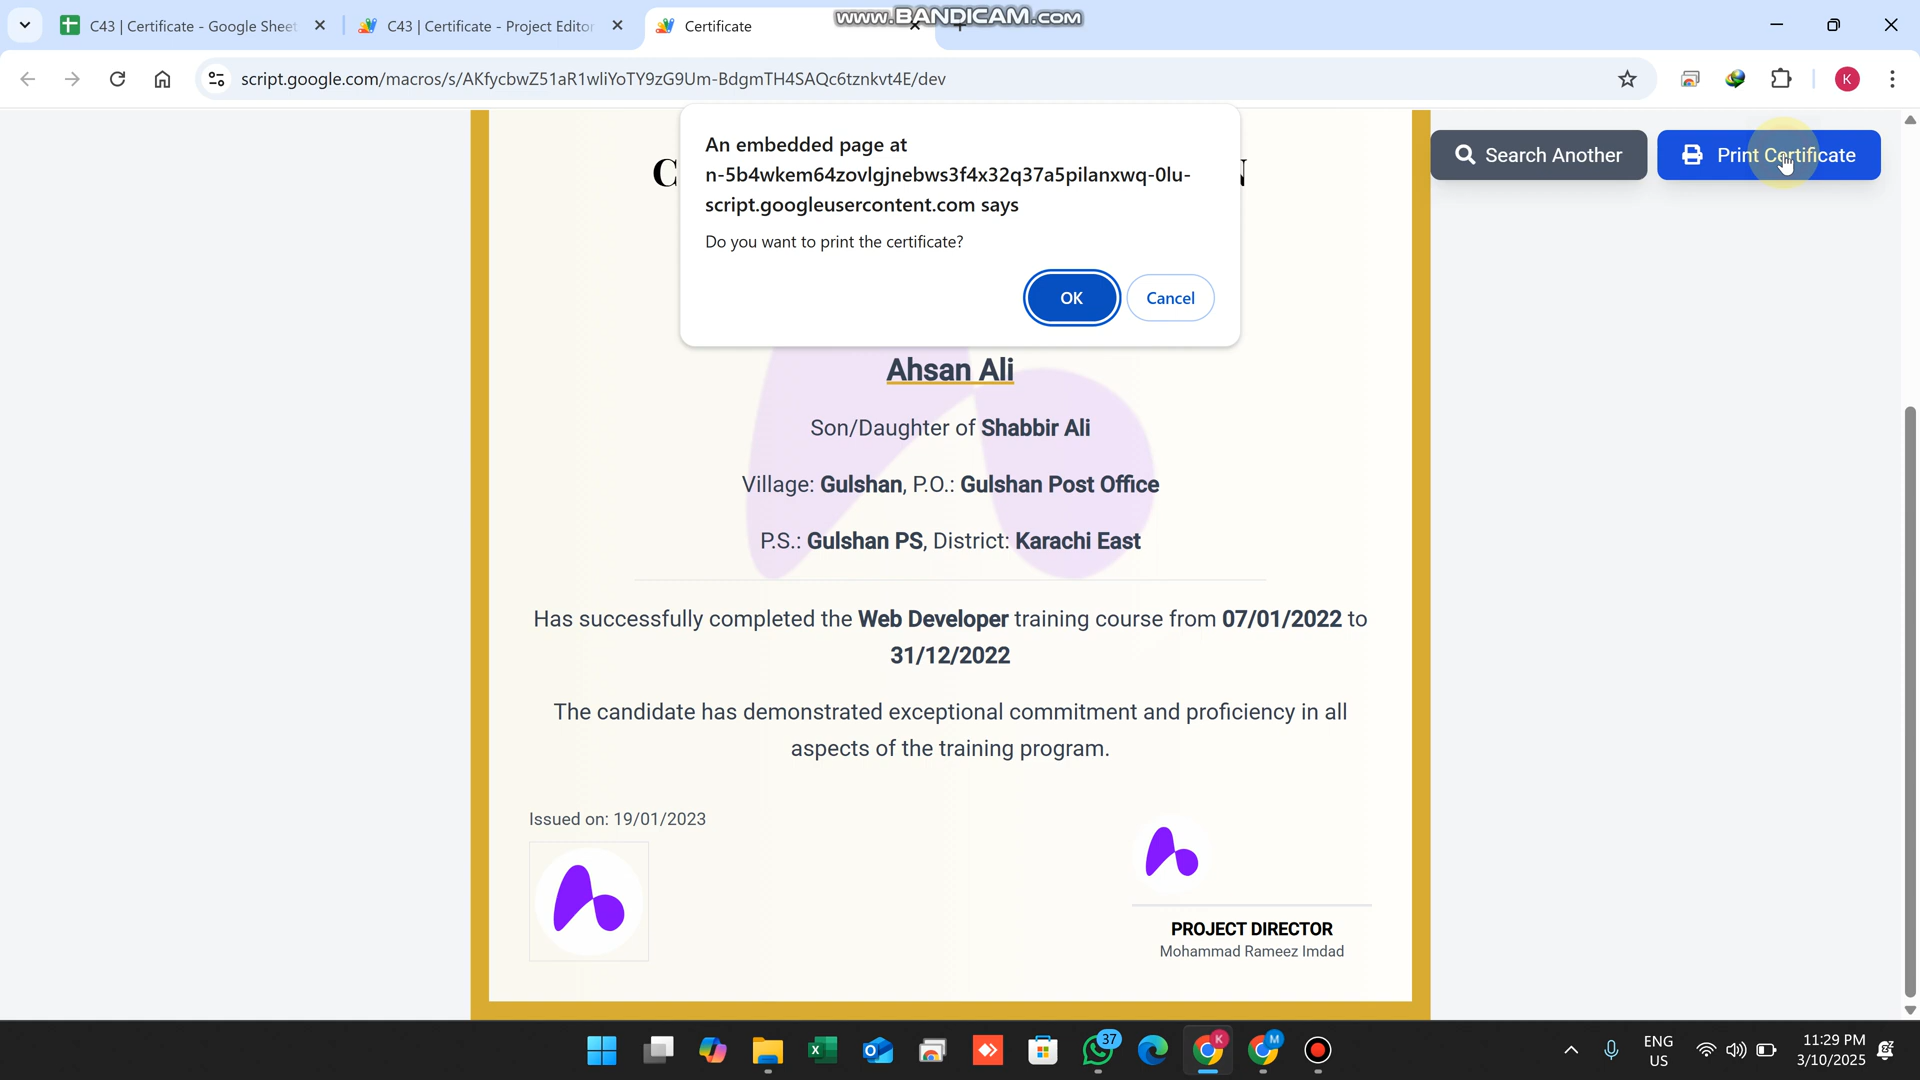 C43 | Certificate - Google Sheet
C43 | Certificate - Project Editor
Certificate
www.BANDICAM.com
script.google.com/macros/s/AKfycbwZ51aR1wliYoTY9zG9Um-BdgmTH4SAQc6tznkvt4E/dev
K
An embedded page at
n-5b4wkem64zovlgjnebws3f4x32q37a5pilanxwq-0lu-
script.googleusercontent.com says
Do you want to print the certificate?
OK
Cancel
Search Another
Print Certificate
C
N
Ahsan Ali
Son/Daughter of Shabbir Ali
Village: Gulshan, P.O.: Gulshan Post Office
P.S.: Gulshan PS, District: Karachi East
Has successfully completed the Web Developer training course from 07/01/2022 to
31/12/2022
The candidate has demonstrated exceptional commitment and proficiency in all
aspects of the training program.
Issued on: 19/01/2023
PROJECT DIRECTOR
Mohammad Rameez Imdad
37
K
M
ENG
US
11:29 PM
3/10/2025